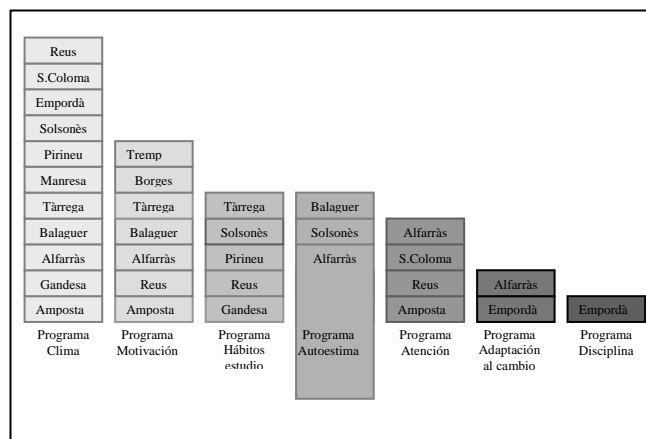 Reus
S.Coloma
Empordà
Solsonès
Pirineu
Manresa
Tàrrega
Balaguer
Alfarràs
Gandesa
Amposta
Programa
Clima
Tremp
Borges
Tàrrega
Balaguer
Alfarràs
Reus
Amposta
Programa
Motivación
Tàrrega
Solsonès
Pirineu
Reus
Gandesa
Programa
Hábitos
estudio
Balaguer
Solsonès
Alfarràs
Programa
Autoestima
Alfarràs
S.Coloma
Reus
Amposta
Programa
Atención
Alfarràs
Empordà
Programa
Adaptación
al cambio
Empordà
Programa
Disciplina